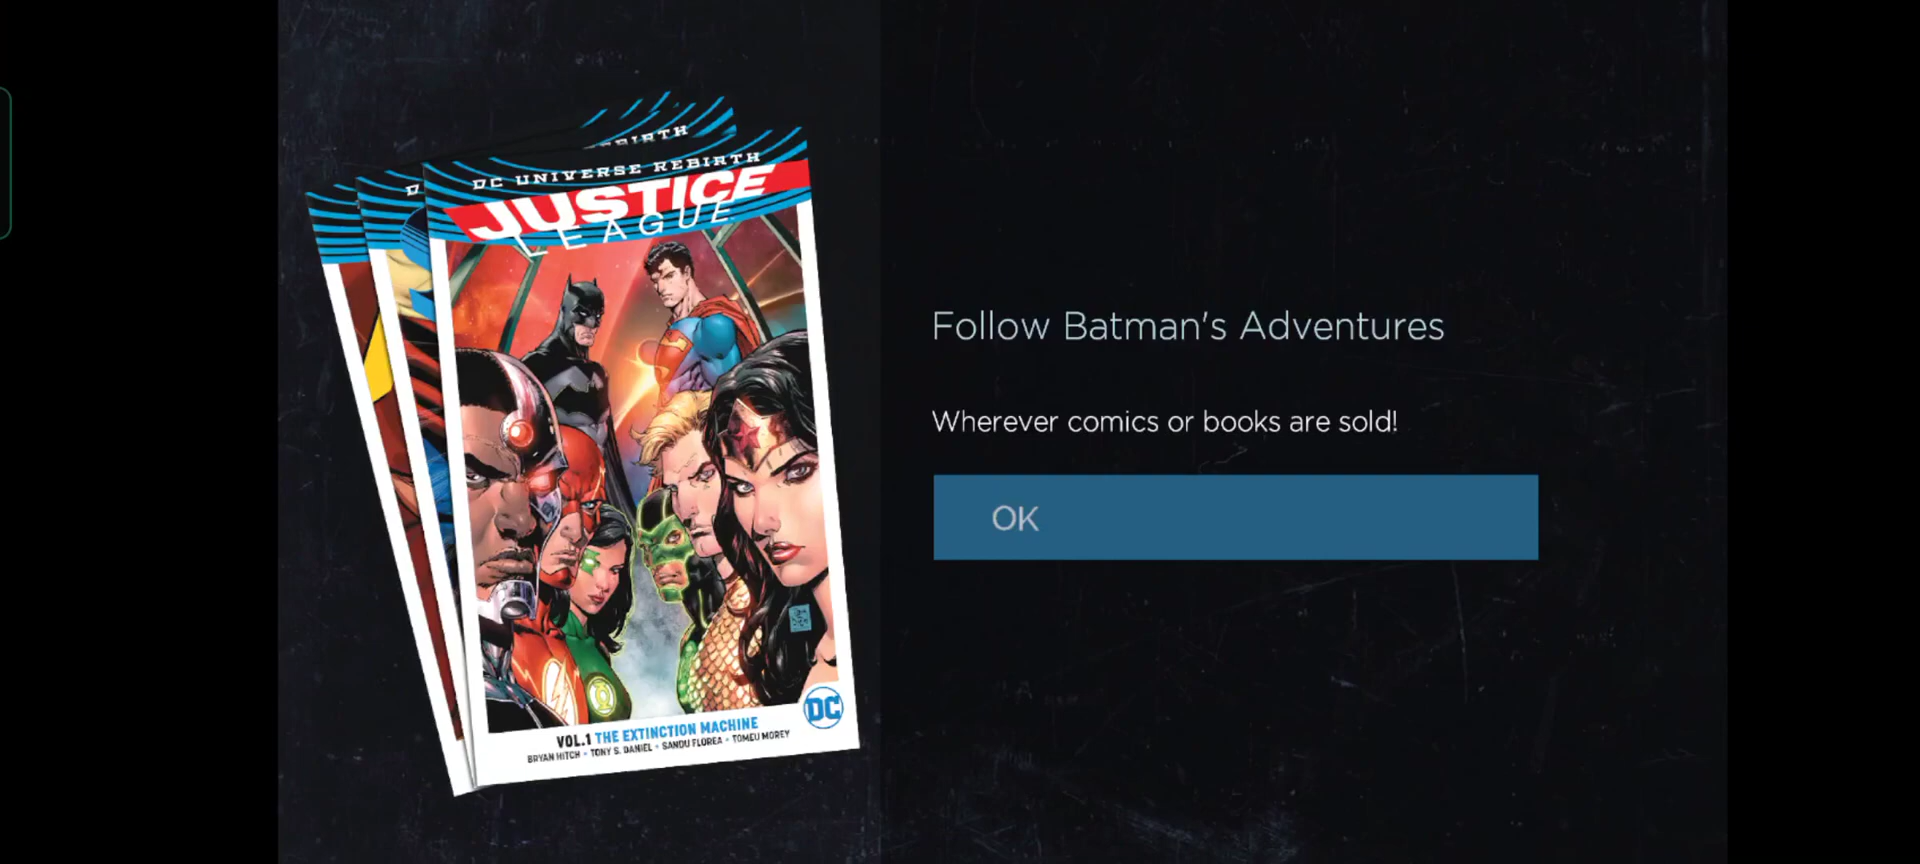 REBIRTH
D
DC UNIVERSE REBIRTH
JUSTICE
LEAGUE
VOL.1 THE EXTINCTION MACHINE
BRYAN HITCH • TONY S. DANIEL • SANDU FLOREA • TOMEU MOREY
DC
Follow Batman's Adventures
Wherever comics or books are sold!
OK